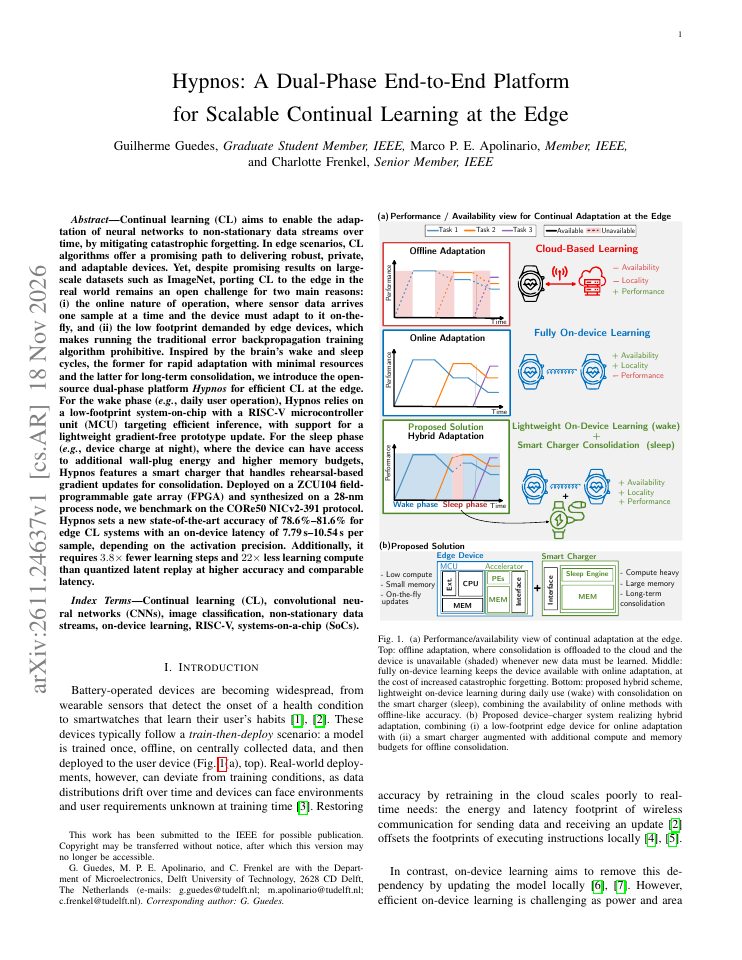 1
Hypnos: A Dual-Phase End-to-End Platform
for Scalable Continual Learning at the Edge
Guilherme Guedes, Graduate Student Member, IEEE, Marco P. E. Apolinario, Member, IEEE,
and Charlotte Frenkel, Senior Member, IEEE
arXiv:2611.24637v1 [cs.AR] 18 Nov 2026
Abstract—Continual learning (CL) aims to enable the adap-
tation of neural networks to non-stationary data streams over
time, by mitigating catastrophic forgetting. In edge scenarios, CL
algorithms offer a promising path to delivering robust, private,
and adaptable devices. Yet, despite promising results on large-
scale datasets such as ImageNet, porting CL to the edge in the
real world remains an open challenge for two main reasons:
(i) the online nature of operation, where sensor data arrives
one sample at a time and the device must adapt to it on-the-
fly, and (ii) the low footprint demanded by edge devices, which
makes running the traditional error backpropagation training
algorithm prohibitive. Inspired by the brain's wake and sleep
cycles, the former for rapid adaptation with minimal resources
and the latter for long-term consolidation, we introduce the open-
source dual-phase platform Hypnos for efficient CL at the edge.
For the wake phase (e.g., daily user operation), Hypnos relies on
a low-footprint system-on-chip with a RISC-V microcontroller
unit (MCU) targeting efficient inference, with support for a
lightweight gradient-free prototype update. For the sleep phase
(e.g., device charge at night), where the device can have access
to additional wall-plug energy and higher memory budgets,
Hypnos features a smart charger that handles rehearsal-based
gradient updates for consolidation. Deployed on a ZCU104 field-
programmable gate array (FPGA) and synthesized on a 28-nm
process node, we benchmark on the CORe50 NICv2-391 protocol.
Hypnos sets a new state-of-the-art accuracy of 78.6%–81.6% for
edge CL systems with an on-device latency of 7.79 s–10.54 s per
sample, depending on the activation precision. Additionally, it
requires 3.8× fewer learning steps and 22× less learning compute
than quantized latent replay at higher accuracy and comparable
latency.
Index Terms—Continual learning (CL), convolutional neu-
ral networks (CNNs), image classification, non-stationary data
streams, on-device learning, RISC-V, systems-on-a-chip (SoCs).
I. INTRODUCTION
Battery-operated devices are becoming widespread, from
wearable sensors that detect the onset of a health condition
to smartwatches that learn their user's habits [1], [2]. These
devices typically follow a train-then-deploy scenario: a model
is trained once, offline, on centrally collected data, and then
deployed to the user device (Fig. 1(a), top). Real-world deploy-
ments, however, can deviate from training conditions, as data
distributions drift over time and devices can face environments
and user requirements unknown at training time [3]. Restoring
This work has been submitted to the IEEE for possible publication.
Copyright may be transferred without notice, after which this version may
no longer be accessible.
G. Guedes, M. P. E. Apolinario, and C. Frenkel are with the Depart-
ment of Microelectronics, Delft University of Technology, 2628 CD Delft,
The Netherlands (e-mails: g.guedes@tudelft.nl; m.apolinario@tudelft.nl;
c.frenkel@tudelft.nl). Corresponding author: G. Guedes.
(a) Performance / Availability view for Continual Adaptation at the Edge
Task 1 Task 2 Task 3 Available Unavailable
Offline Adaptation
Performance
Time
Cloud-Based Learning
− Availability
− Locality
+ Performance
Online Adaptation
Performance
Time
Fully On-device Learning
+ Availability
+ Locality
− Performance
Proposed Solution
Hybrid Adaptation
Performance
Time
Wake phase Sleep phase
Lightweight On-Device Learning (wake)
+
Smart Charger Consolidation (sleep)
+
+ Availability
+ Locality
+ Performance
(b) Proposed Solution
Edge Device
Smart Charger
- Low compute
- Small memory
- On-the-fly
updates
MCU
Ext.
CPU
MEM
Accelerator
PEs
MEM
Interface
+
Interface
Sleep Engine
MEM
- Compute heavy
- Large memory
- Long-term
consolidation
Fig. 1. (a) Performance/availability view of continual adaptation at the edge.
Top: offline adaptation, where consolidation is offloaded to the cloud and the
device is unavailable (shaded) whenever new data must be learned. Middle:
fully on-device learning keeps the device available with online adaptation, at
the cost of increased catastrophic forgetting. Bottom: proposed hybrid scheme,
lightweight on-device learning during daily use (wake) with consolidation on
the smart charger (sleep), combining the availability of online methods with
offline-like accuracy. (b) Proposed device–charger system realizing hybrid
adaptation, combining (i) a low-footprint edge device for online adaptation
with (ii) a smart charger augmented with additional compute and memory
budgets for offline consolidation.
accuracy by retraining in the cloud scales poorly to real-
time needs: the energy and latency footprint of wireless
communication for sending data and receiving an update [2]
offsets the footprints of executing instructions locally [4], [5].
In contrast, on-device learning aims to remove this de-
pendency by updating the model locally [6], [7]. However,
efficient on-device learning is challenging as power and area